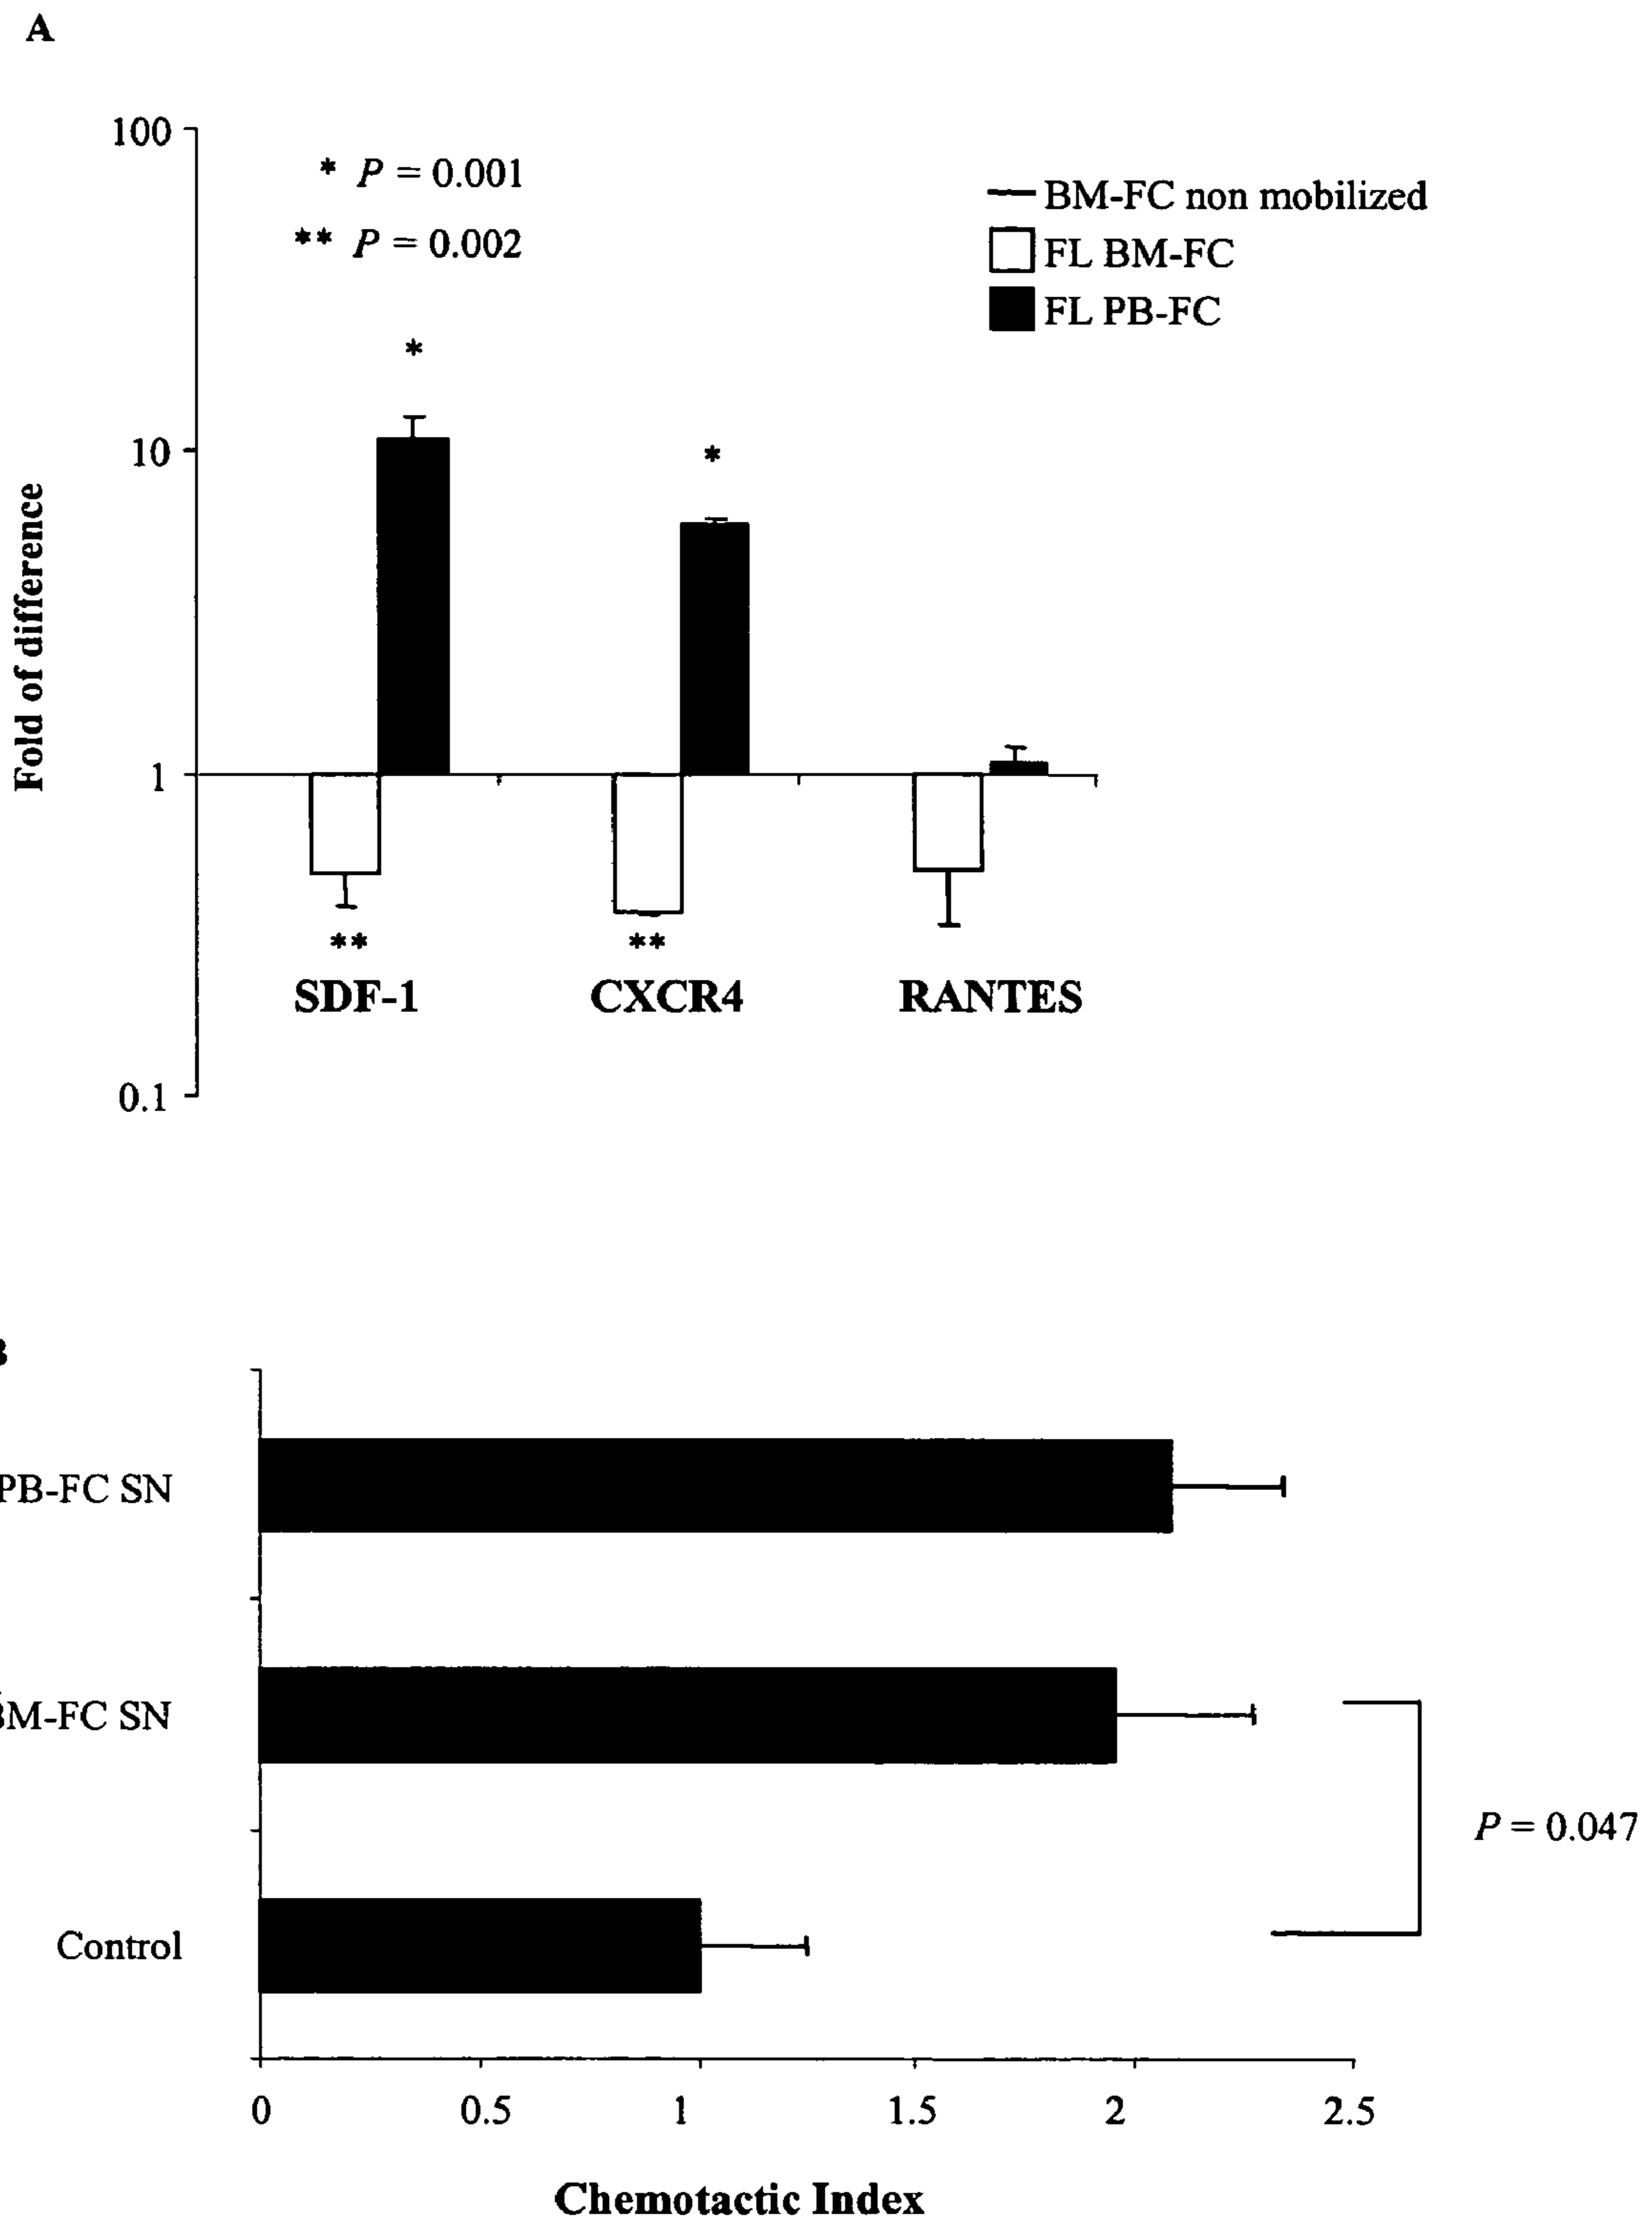 A
100
10
1
0.1
Fold of difference
* P = 0.001
** P = 0.002
BM-FC non mobilized
FL BM-FC
FL PB-FC
*
*
**
**
SDF-1 CXCR4 RANTES
PB-FC SN
BM-FC SN
Control
P = 0.047
0 0.5 1 1.5 2 2.5
Chemotactic Index